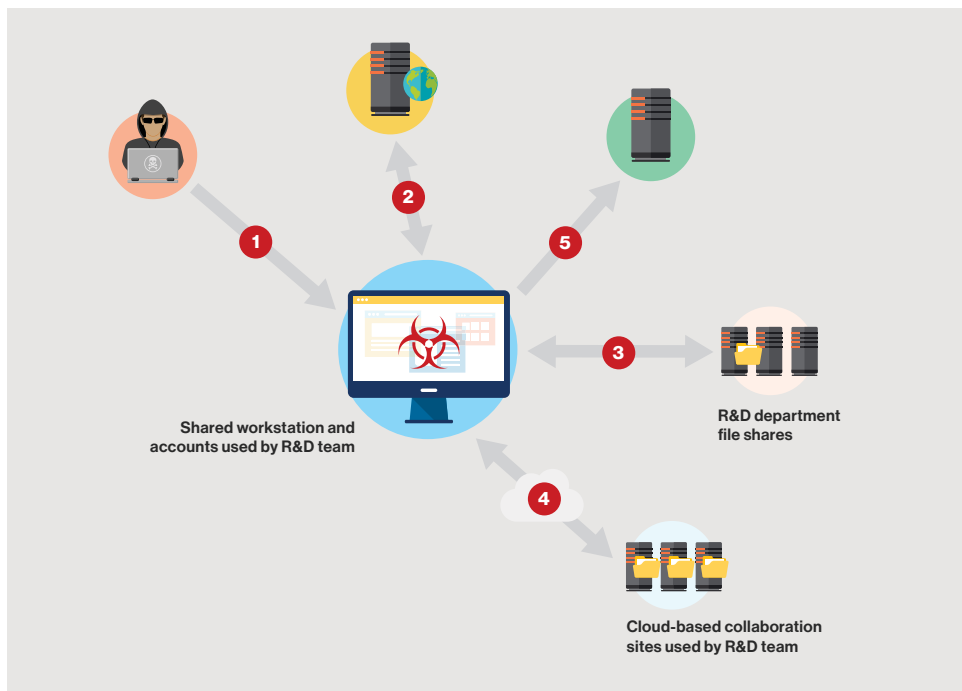 1
2
5
3
4
Shared workstation and
accounts used by R&D team
R&D department
file shares
Cloud-based collaboration
sites used by R&D team